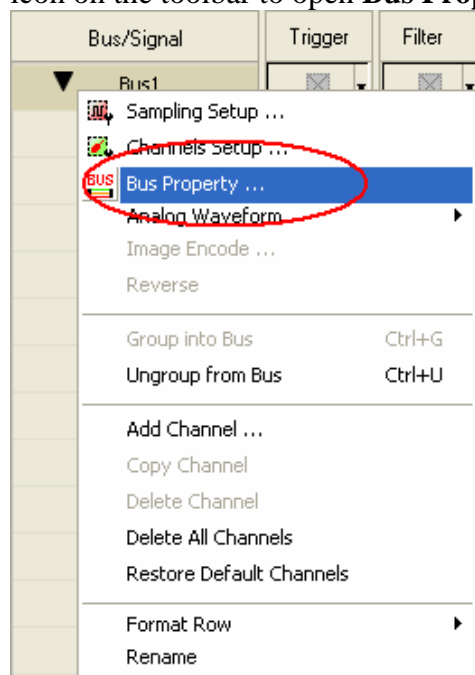 icon on the toolbar to open Bus Prop
Bus/Signal Trigger Filter
Bus1
Sampling Setup ...
Channels Setup ...
BUS Bus Property ...
Analog Waveform
Image Encode ...
Reverse
Group into Bus Ctrl+G
Ungroup from Bus Ctrl+U
Add Channel ...
Copy Channel
Delete Channel
Delete All Channels
Restore Default Channels
Format Row
Rename